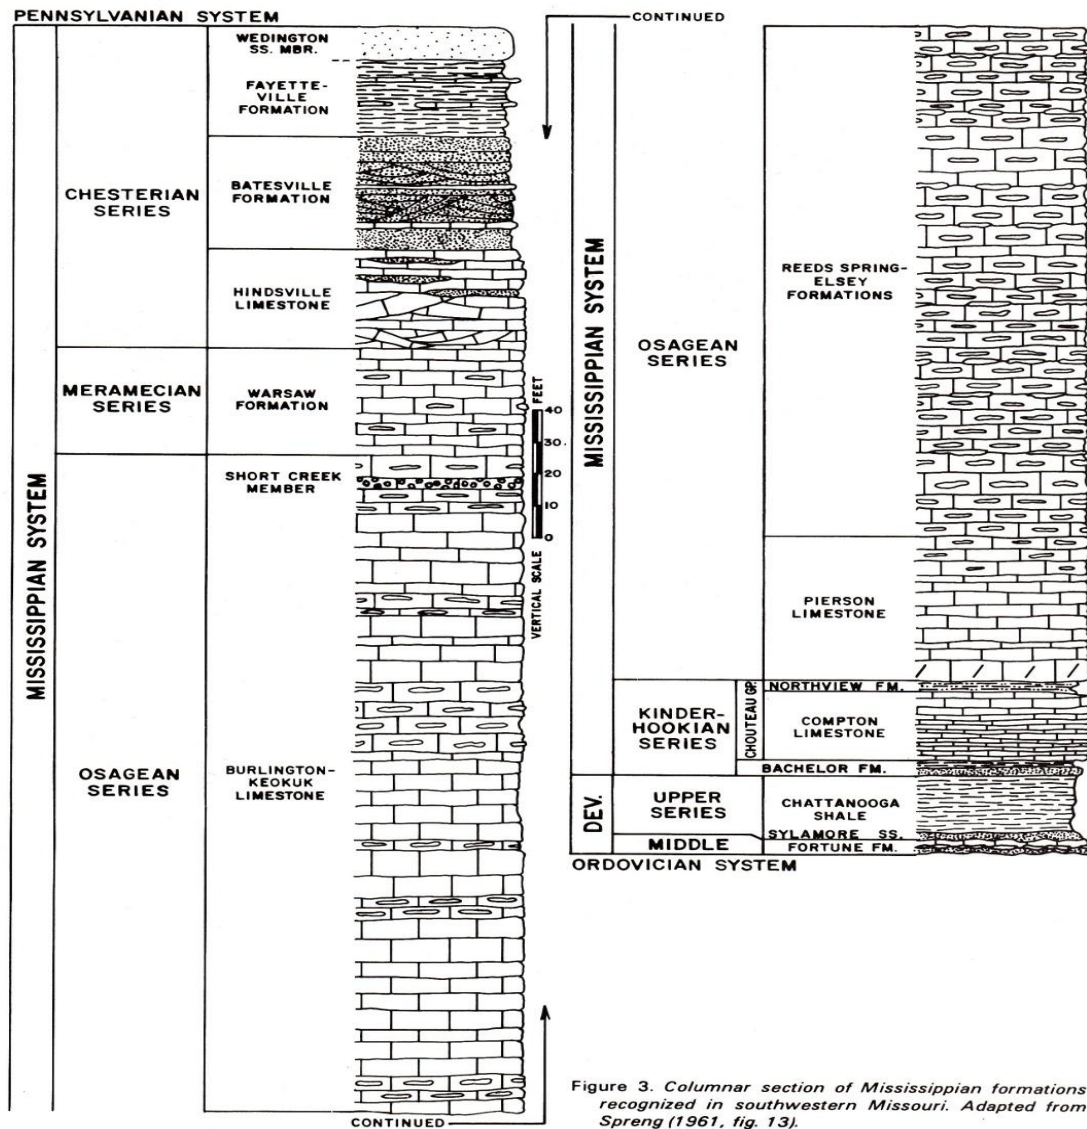 PENNSYLVANIAN SYSTEM
MISSISSIPPIAN SYSTEM
CHESTERIAN
SERIES
WEDINGTON
SS. MBR.
FAYETTE-
VILLE
FORMATION
BATESVILLE
FORMATION
HINDSVILLE
LIMESTONE
MERAMECIAN
SERIES
WARSAW
FORMATION
OSAGEAN
SERIES
SHORT CREEK
MEMBER
BURLINGTON-
KEOKUK
LIMESTONE
CONTINUED
FEET
40
30
20
10
0
VERTICAL SCALE
CONTINUED
MISSISSIPPIAN SYSTEM
OSAGEAN
SERIES
REEDS SPRING-
ELSEY
FORMATIONS
PIERSON
LIMESTONE
KINDER-
HOOKIAN
SERIES
CHOUTEAU GP.
NORTHVIEW FM.
COMPTON
LIMESTONE
BACHELOR FM.
DEV.
UPPER
SERIES
CHATTANOOGA
SHALE
SYLAMORE SS.
MIDDLE
FORTUNE FM.
ORDOVICIAN SYSTEM
Figure 3. Columnar section of Mississippian formations
recognized in southwestern Missouri. Adapted from
Spreng (1961, fig. 13).